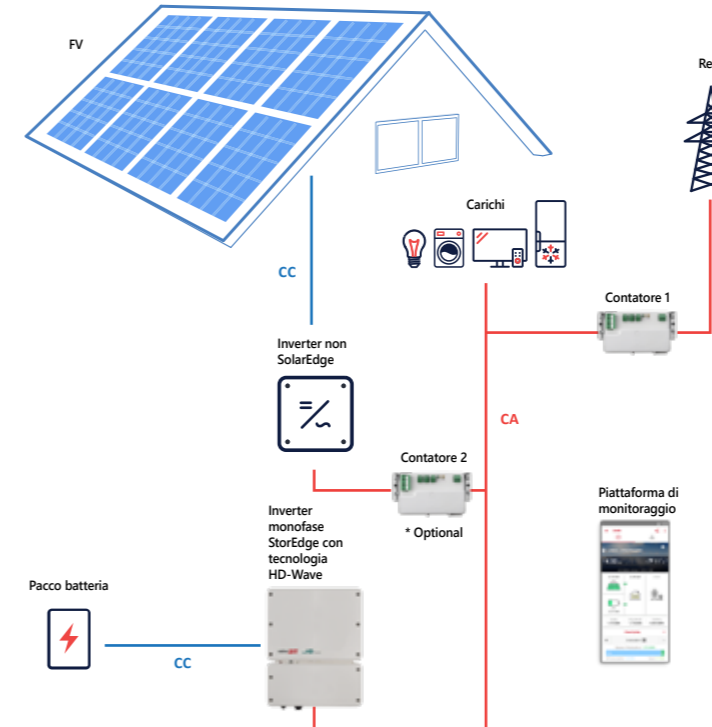 FV
Re
Carichi
CC
Contatore 1
Inverter non
SolarEdge
CA
Contatore 2
* Optional
Piattaforma di
monitoraggio
Inverter
monofase
StorEdge con
tecnologia
HD-Wave
Pacco batteria
CC